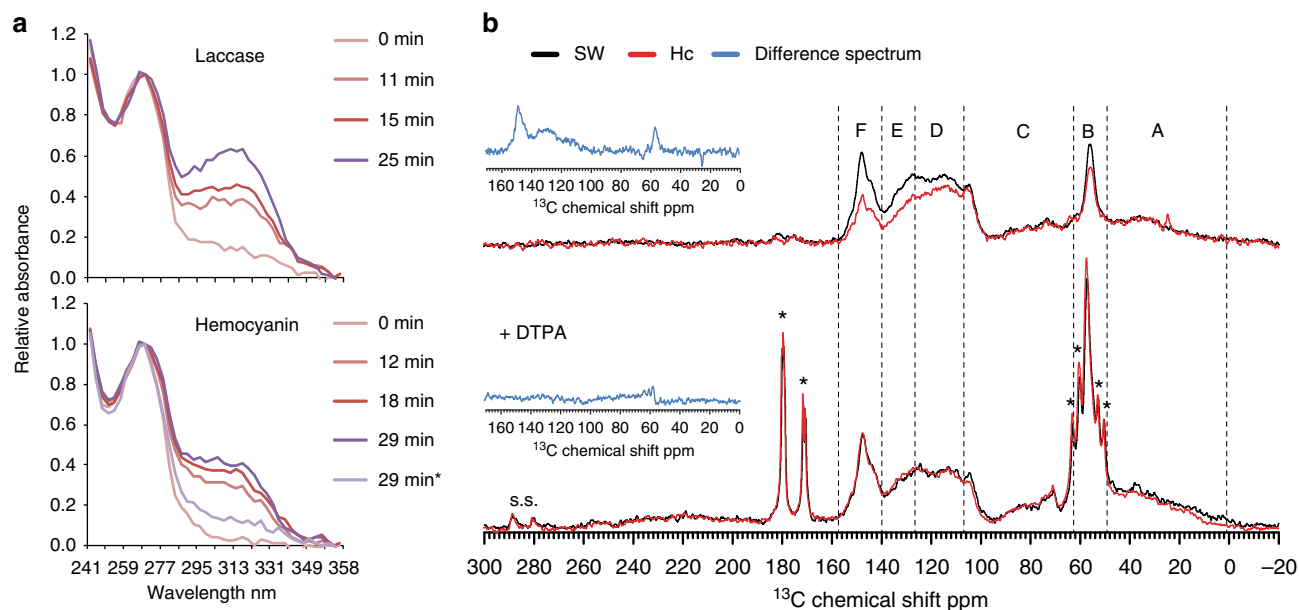 a
1.2
1.0
0.8
0.6
0.4
0.2
0.0
Laccase
0 min
11 min
15 min
25 min
Relative absorbance
1.2
1.0
0.8
0.6
0.4
0.2
0.0
Hemocyanin
0 min
12 min
18 min
29 min
29 min*
241 259 277 295 313 331 349 358
Wavelength nm
b
SW Hc Difference spectrum
F E D C B A
160 140 120 100 80 60 40 20 0
¹³C chemical shift ppm
+ DTPA
160 140 120 100 80 60 40 20 0
¹³C chemical shift ppm
* * * * * *
s.s.
300 280 260 240 220 200 180 160 140 120 100 80 60 40 20 0 –20
¹³C chemical shift ppm